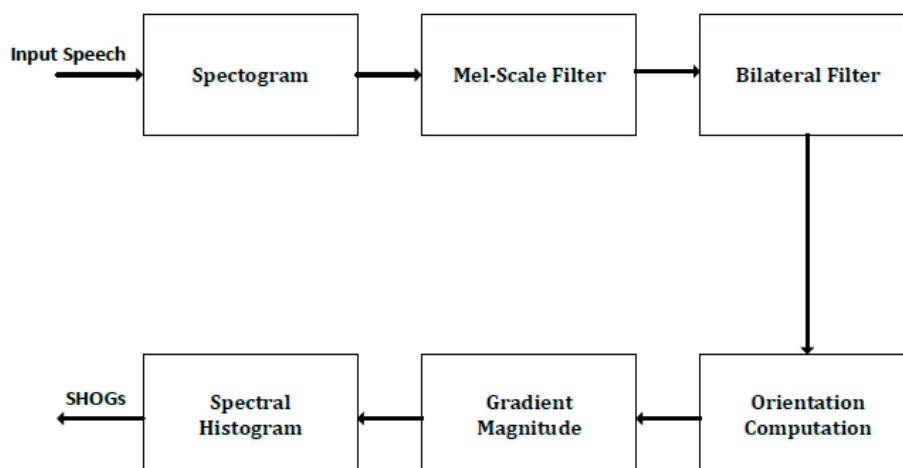 Input Speech
Spectogram
Mel-Scale Filter
Bilateral Filter
SHOGs
Spectral
Histogram
Gradient
Magnitude
Orientation
Computation